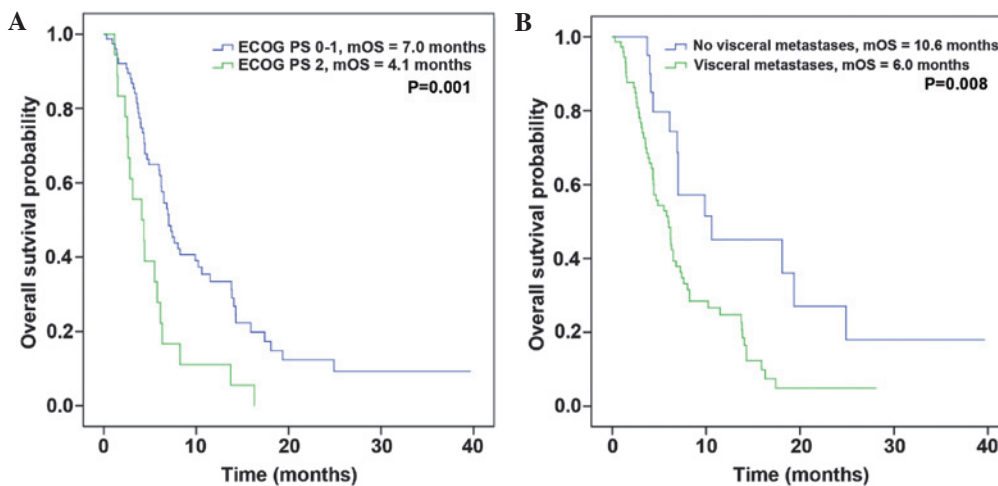 A
ECOG PS 0-1, mOS = 7.0 months
ECOG PS 2, mOS = 4.1 months
P=0.001
Overall sutvival probability
1.0
0.8
0.6
0.4
0.2
0.0
0 10 20 30 40
Time (months)
B
No visceral metastases, mOS = 10.6 months
Visceral metastases, mOS = 6.0 months
P=0.008
Overall sutvival probability
1.0
0.8
0.6
0.4
0.2
0.0
0 10 20 30 40
Time (months)